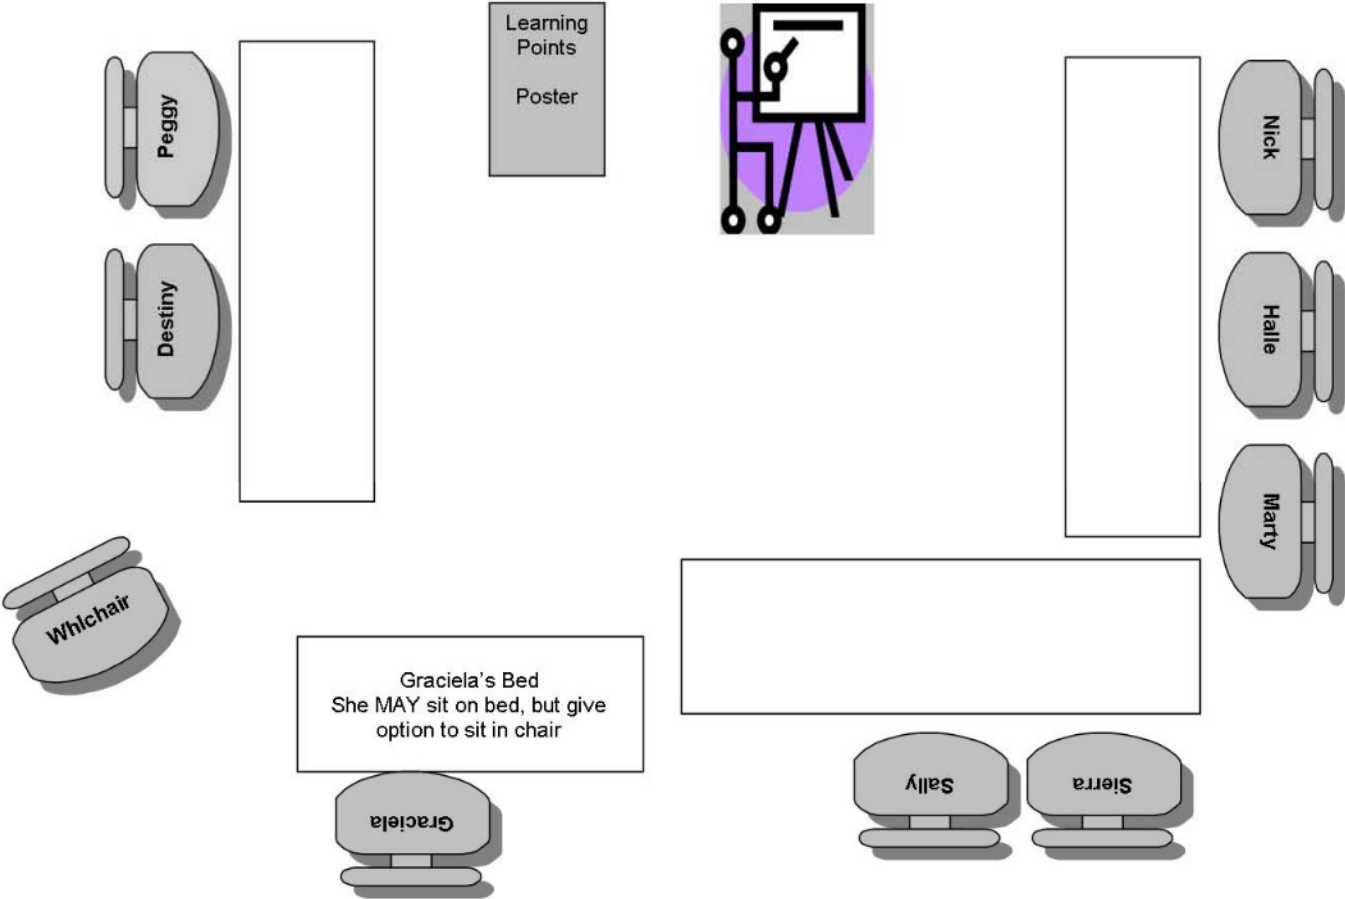 Learning
Points
Poster
Peggy
Destiny
Nick
Halle
Marty
Whlchair
Graciela's Bed
She MAY sit on bed, but give
option to sit in chair
Graciela
Sally
Sierra